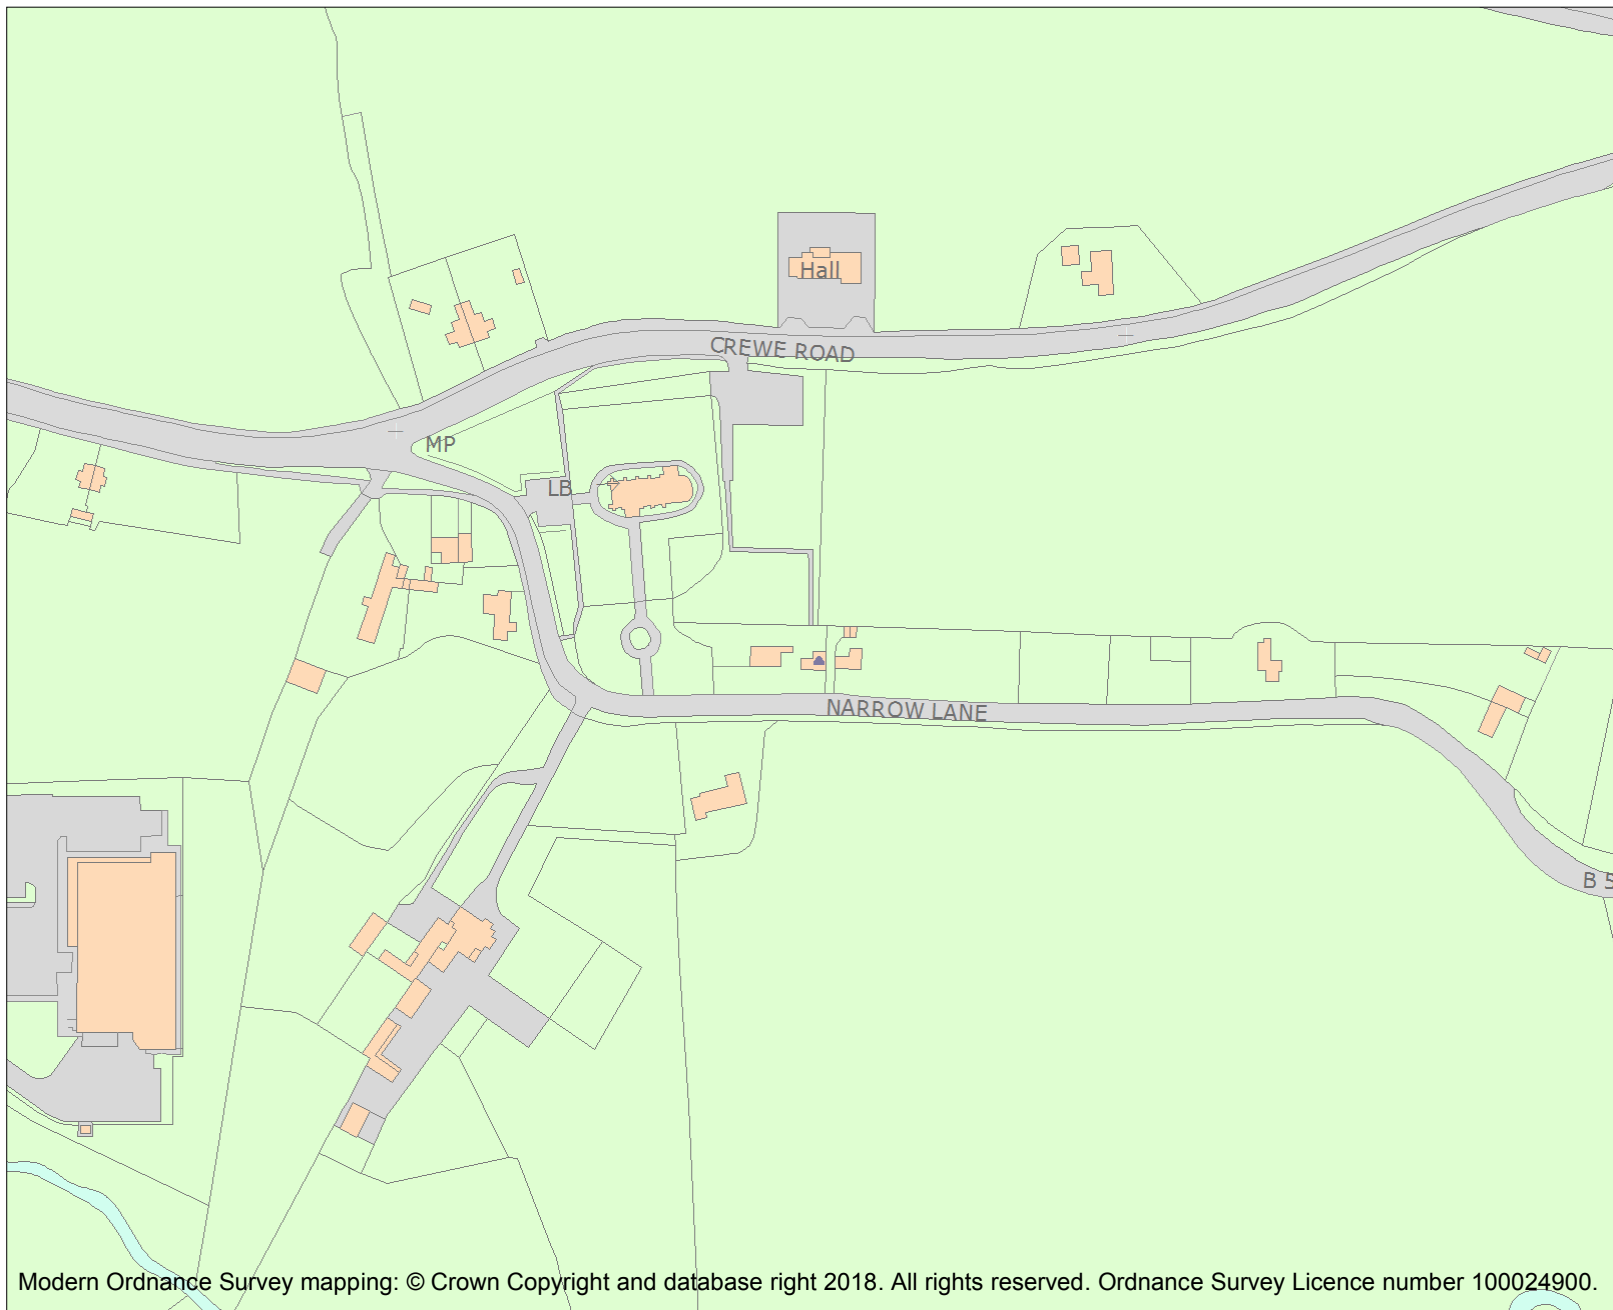 Hall
CREWE ROAD
MP
LB
NARROW LANE
B 5
Modern Ordnance Survey mapping: © Crown Copyright and database right 2018. All rights reserved. Ordnance Survey Licence number 100024900.